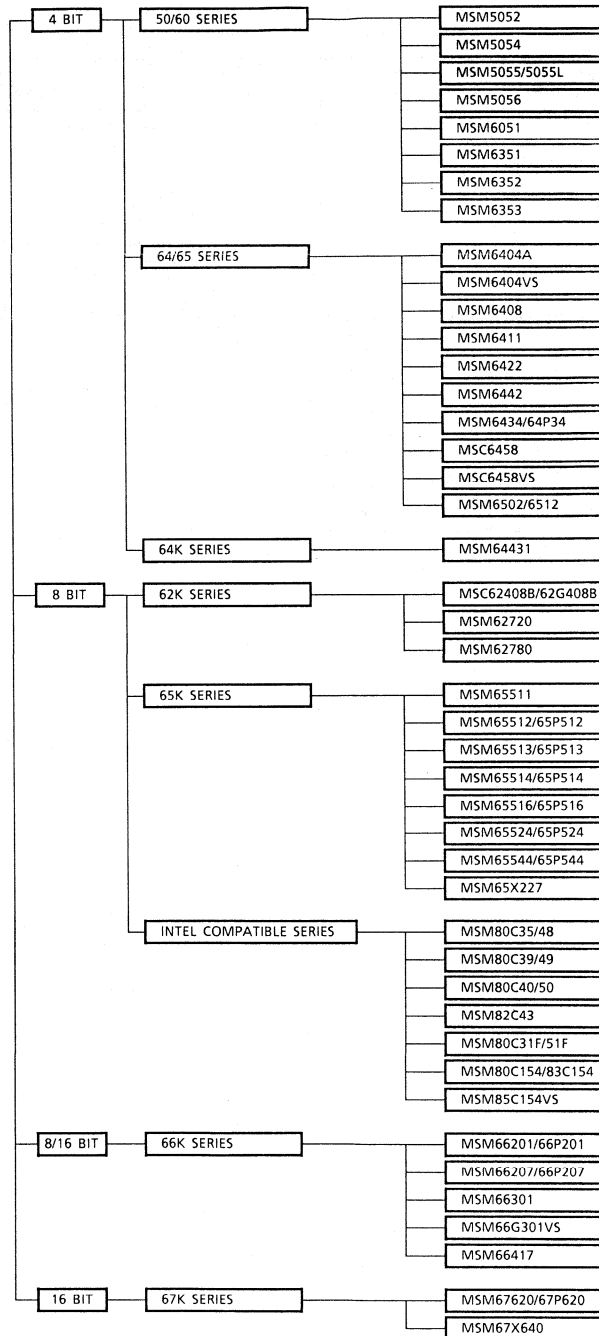 4 BIT
50/60 SERIES
MSM5052
MSM5054
MSM5055/5055L
MSM5056
MSM6051
MSM6351
MSM6352
MSM6353
64/65 SERIES
MSM6404A
MSM6404VS
MSM6408
MSM6411
MSM6422
MSM6442
MSM6434/64P34
MSC6458
MSC6458VS
MSM6502/6512
64K SERIES
MSM64431
8 BIT
62K SERIES
MSC62408B/62G408B
MSM62720
MSM62780
65K SERIES
MSM65511
MSM65512/65P512
MSM65513/65P513
MSM65514/65P514
MSM65516/65P516
MSM65524/65P524
MSM65544/65P544
MSM65X227
INTEL COMPATIBLE SERIES
MSM80C35/48
MSM80C39/49
MSM80C40/50
MSM82C43
MSM80C31F/51F
MSM80C154/83C154
MSM85C154VS
8/16 BIT
66K SERIES
MSM66201/66P201
MSM66207/66P207
MSM66301
MSM66G301VS
MSM66417
16 BIT
67K SERIES
MSM67620/67P620
MSM67X640